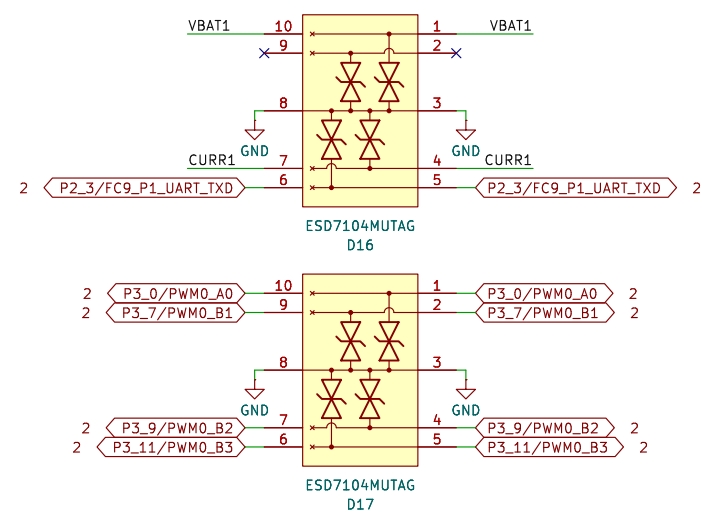 VBAT1 10 1 VBAT1
9 2
8 3
GND GND
CURR1 7 4 CURR1
2 P2_3/FC9_P1_UART_TXD 6 5 P2_3/FC9_P1_UART_TXD 2
ESD7104MUTAG
D16
2 P3_0/PWM0_A0 10 1 P3_0/PWM0_A0 2
2 P3_7/PWM0_B1 9 2 P3_7/PWM0_B1 2
8 3
GND GND
2 P3_9/PWM0_B2 7 4 P3_9/PWM0_B2 2
2 P3_11/PWM0_B3 6 5 P3_11/PWM0_B3 2
ESD7104MUTAG
D17